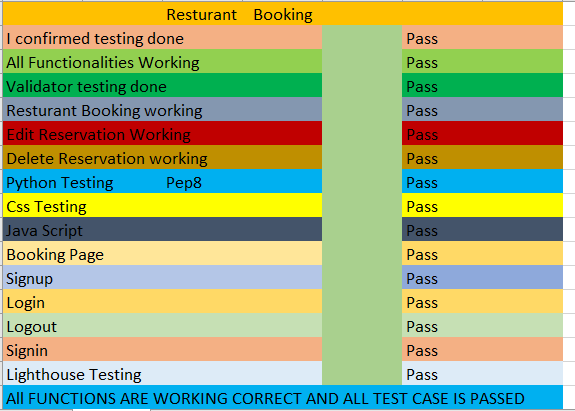 Resturant Booking
I confirmed testing done Pass
All Functionalities Working Pass
Validator testing done Pass
Resturant Booking working Pass
Edit Reservation Working Pass
Delete Reservation working Pass
Python Testing Pep8 Pass
Css Testing Pass
Java Script Pass
Booking Page Pass
Signup Pass
Login Pass
Logout Pass
Signin Pass
Lighthouse Testing Pass
All FUNCTIONS ARE WORKING CORRECT AND ALL TEST CASE IS PASSED